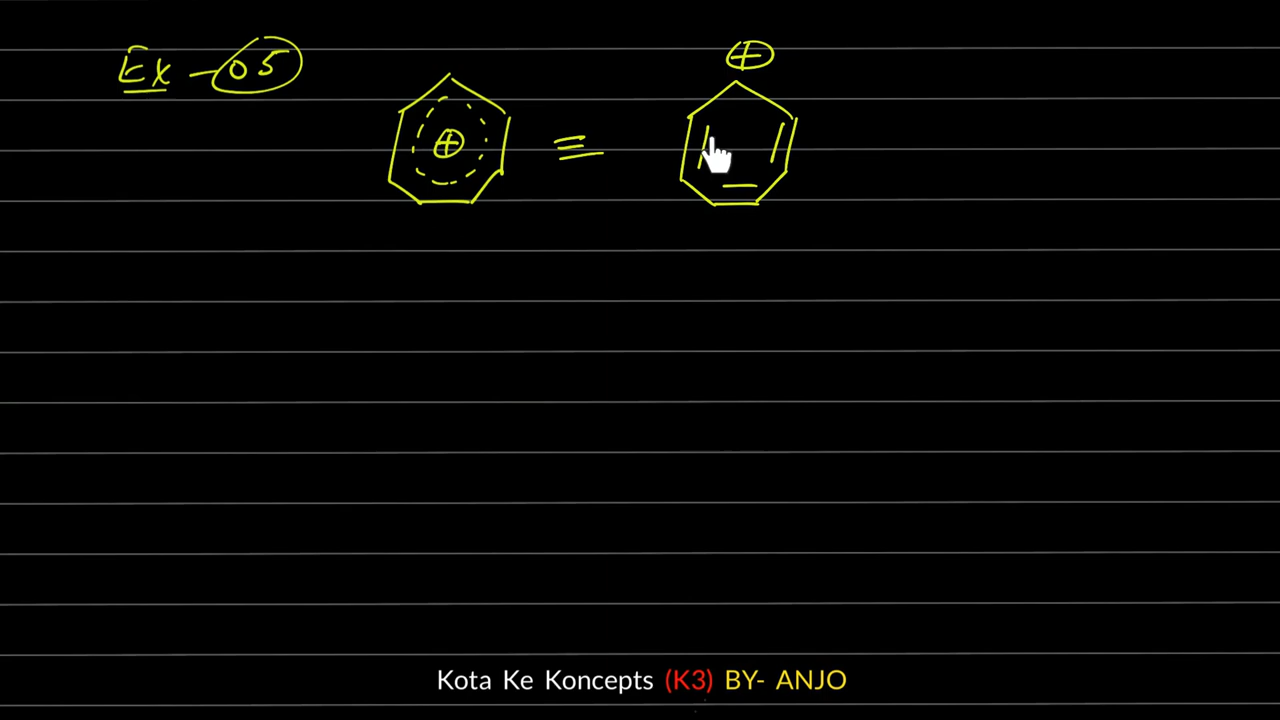 Ex - 05
⊕ ≡ ⊕
Kota Ke Koncepts (K3) BY- ANJO